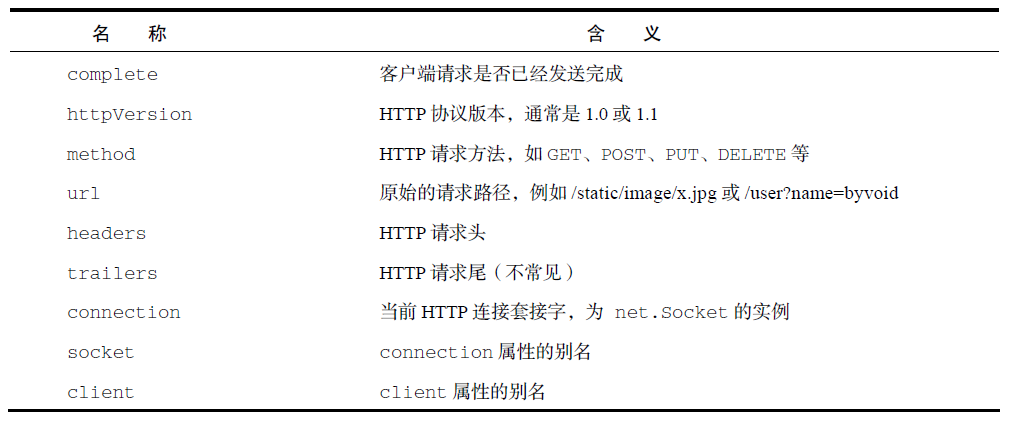 名 称 含 义
complete 客户端请求是否已经发送完成
httpVersion HTTP 协议版本，通常是 1.0 或 1.1
method HTTP 请求方法，如 GET、POST、PUT、DELETE 等
url 原始的请求路径，例如 /static/image/x.jpg 或 /user?name=byvoid
headers HTTP 请求头
trailers HTTP 请求尾（不常见）
connection 当前 HTTP 连接套接字，为 net.Socket 的实例
socket connection 属性的别名
client client 属性的别名